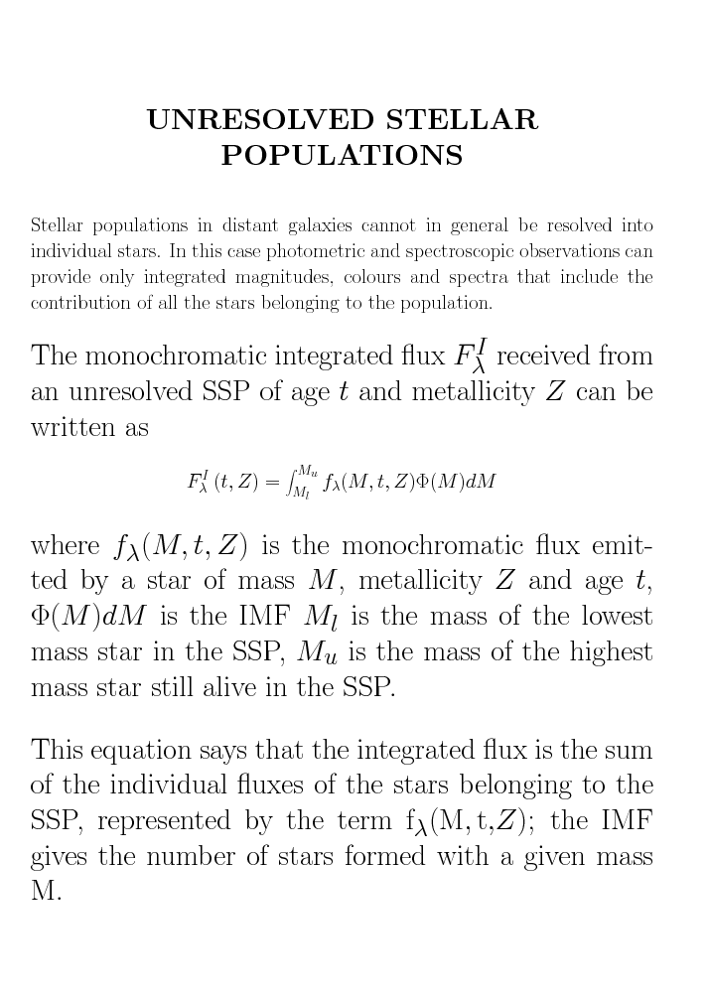 UNRESOLVED STELLAR
POPULATIONS
Stellar populations in distant galaxies cannot in general be resolved into
individual stars. In this case photometric and spectroscopic observations can
provide only integrated magnitudes, colours and spectra that include the
contribution of all the stars belonging to the population.
The monochromatic integrated flux $F_\lambda^I$ received from
an unresolved SSP of age $t$ and metallicity $Z$ can be
written as
$F_\lambda^I(t, Z) = \int_{M_l}^{M_u} f_\lambda(M, t, Z)\Phi(M)dM$
where $f_\lambda(M, t, Z)$ is the monochromatic flux emit-
ted by a star of mass $M$, metallicity $Z$ and age $t$,
$\Phi(M)dM$ is the IMF $M_l$ is the mass of the lowest
mass star in the SSP, $M_u$ is the mass of the highest
mass star still alive in the SSP.
This equation says that the integrated flux is the sum
of the individual fluxes of the stars belonging to the
SSP, represented by the term f$_\lambda$(M, t,$Z$); the IMF
gives the number of stars formed with a given mass
M.